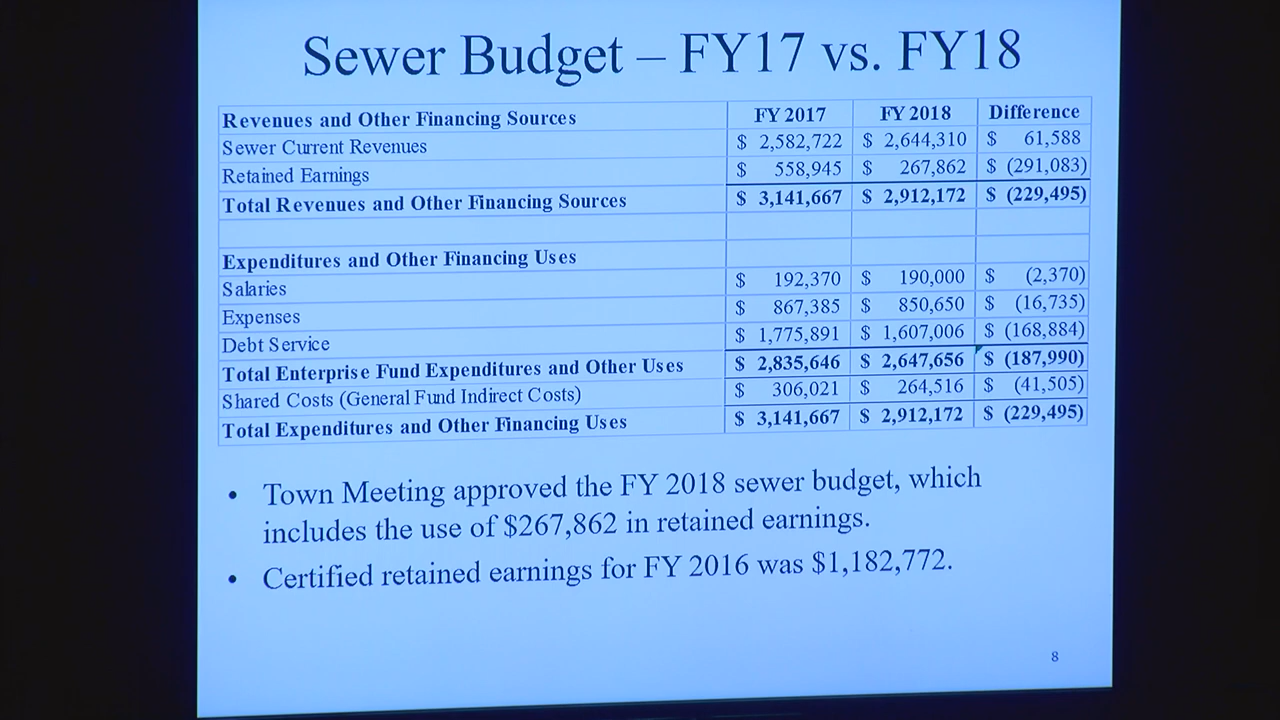 Sewer Budget – FY17 vs. FY18
Revenues and Other Financing Sources FY 2017 FY 2018 Difference
Sewer Current Revenues $ 2,582,722 $ 2,644,310 $ 61,588
Retained Earnings $ 558,945 $ 267,862 $ (291,083)
Total Revenues and Other Financing Sources $ 3,141,667 $ 2,912,172 $ (229,495)
Expenditures and Other Financing Uses
Salaries $ 192,370 $ 190,000 $ (2,370)
Expenses $ 867,385 $ 850,650 $ (16,735)
Debt Service $ 1,775,891 $ 1,607,006 $ (168,884)
Total Enterprise Fund Expenditures and Other Uses $ 2,835,646 $ 2,647,656 $ (187,990)
Shared Costs (General Fund Indirect Costs) $ 306,021 $ 264,516 $ (41,505)
Total Expenditures and Other Financing Uses $ 3,141,667 $ 2,912,172 $ (229,495)
• Town Meeting approved the FY 2018 sewer budget, which
includes the use of $267,862 in retained earnings.
• Certified retained earnings for FY 2016 was $1,182,772.
8